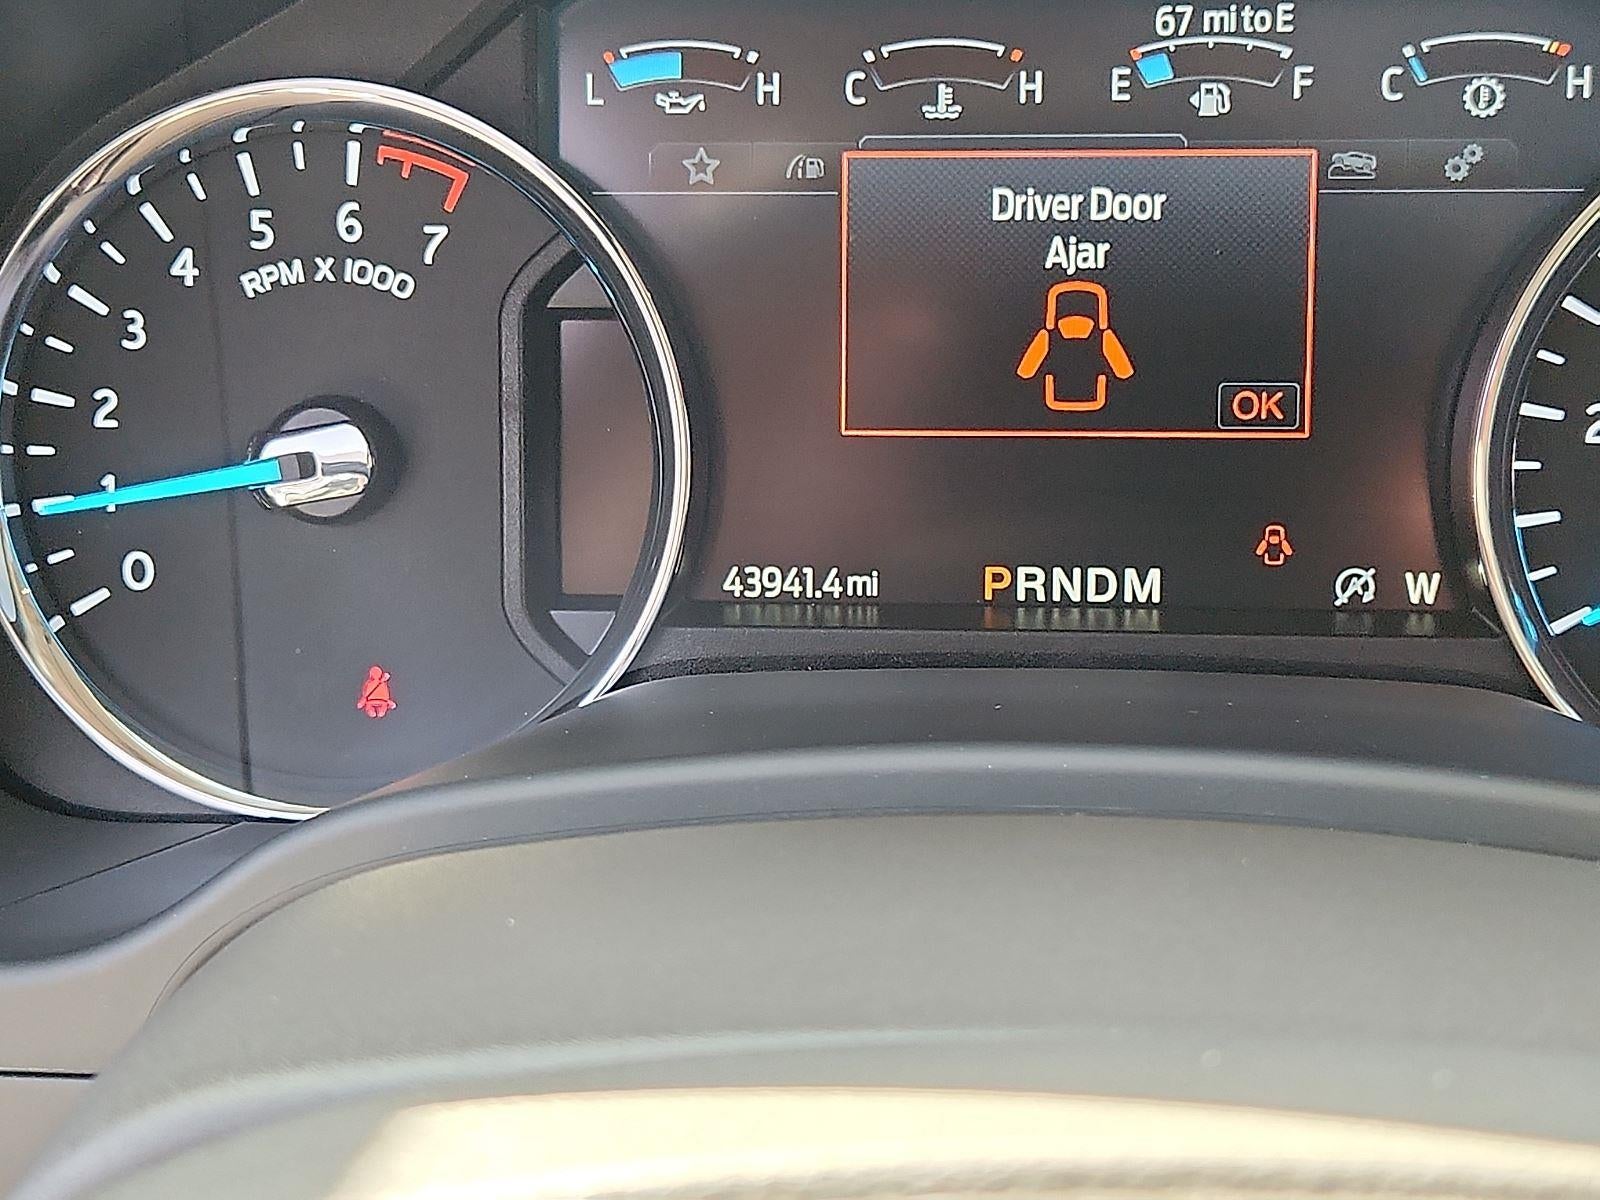 67 mi to E
L H C H E F C H
Driver Door
Ajar
OK
0 1 2 3 4 5 6 7
RPM X 1000
43941.4 mi
PRNDM
A
W
2